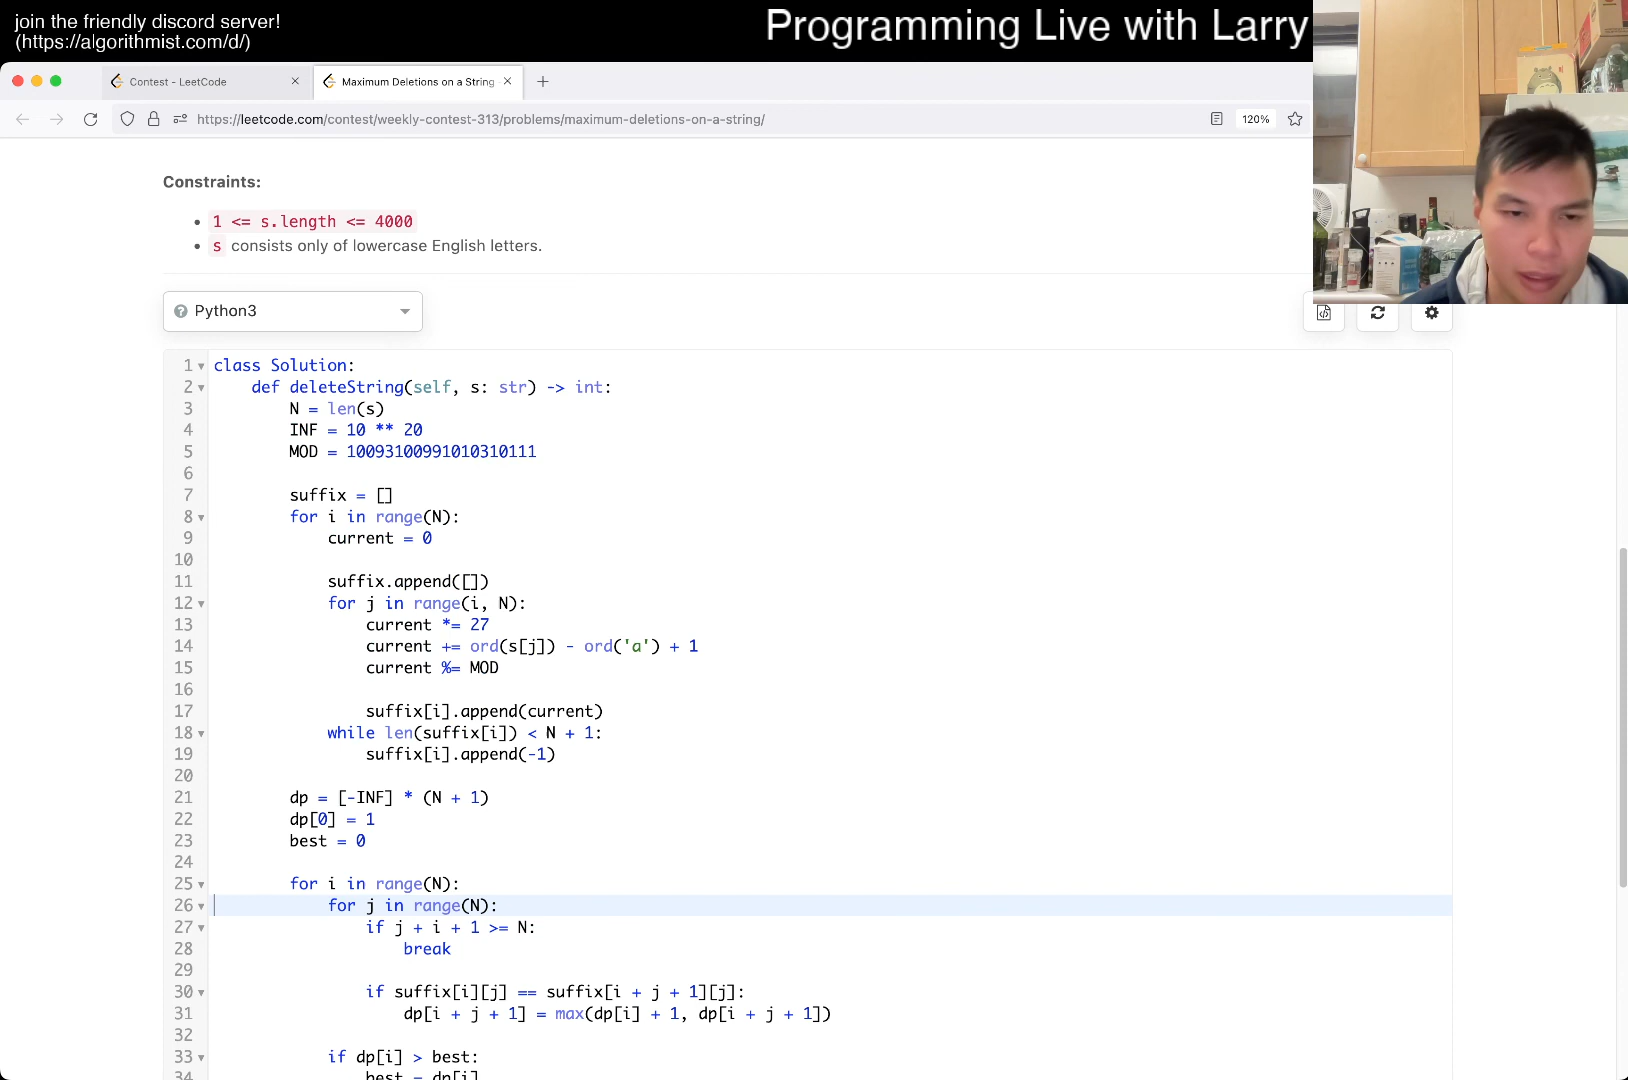 join the friendly discord server!
(https://algorithmist.com/d/)
Programming Live with Larry
Contest - LeetCode
Maximum Deletions on a String
https://leetcode.com/contest/weekly-contest-313/problems/maximum-deletions-on-a-string/
120%
Constraints:
• 1 <= s.length <= 4000
• s consists only of lowercase English letters.
Python3
1 class Solution:
2     def deleteString(self, s: str) -> int:
3         N = len(s)
4         INF = 10 ** 20
5         MOD = 10093100991010310111
6
7         suffix = []
8         for i in range(N):
9             current = 0
10
11             suffix.append([])
12             for j in range(i, N):
13                 current *= 27
14                 current += ord(s[j]) - ord('a') + 1
15                 current %= MOD
16
17                 suffix[i].append(current)
18             while len(suffix[i]) < N + 1:
19                 suffix[i].append(-1)
20
21         dp = [-INF] * (N + 1)
22         dp[0] = 1
23         best = 0
24
25         for i in range(N):
26             for j in range(N):
27                 if j + i + 1 >= N:
28                     break
29
30                 if suffix[i][j] == suffix[i + j + 1][j]:
31                     dp[i + j + 1] = max(dp[i] + 1, dp[i + j + 1])
32
33             if dp[i] > best:
34                 best = dp[i]